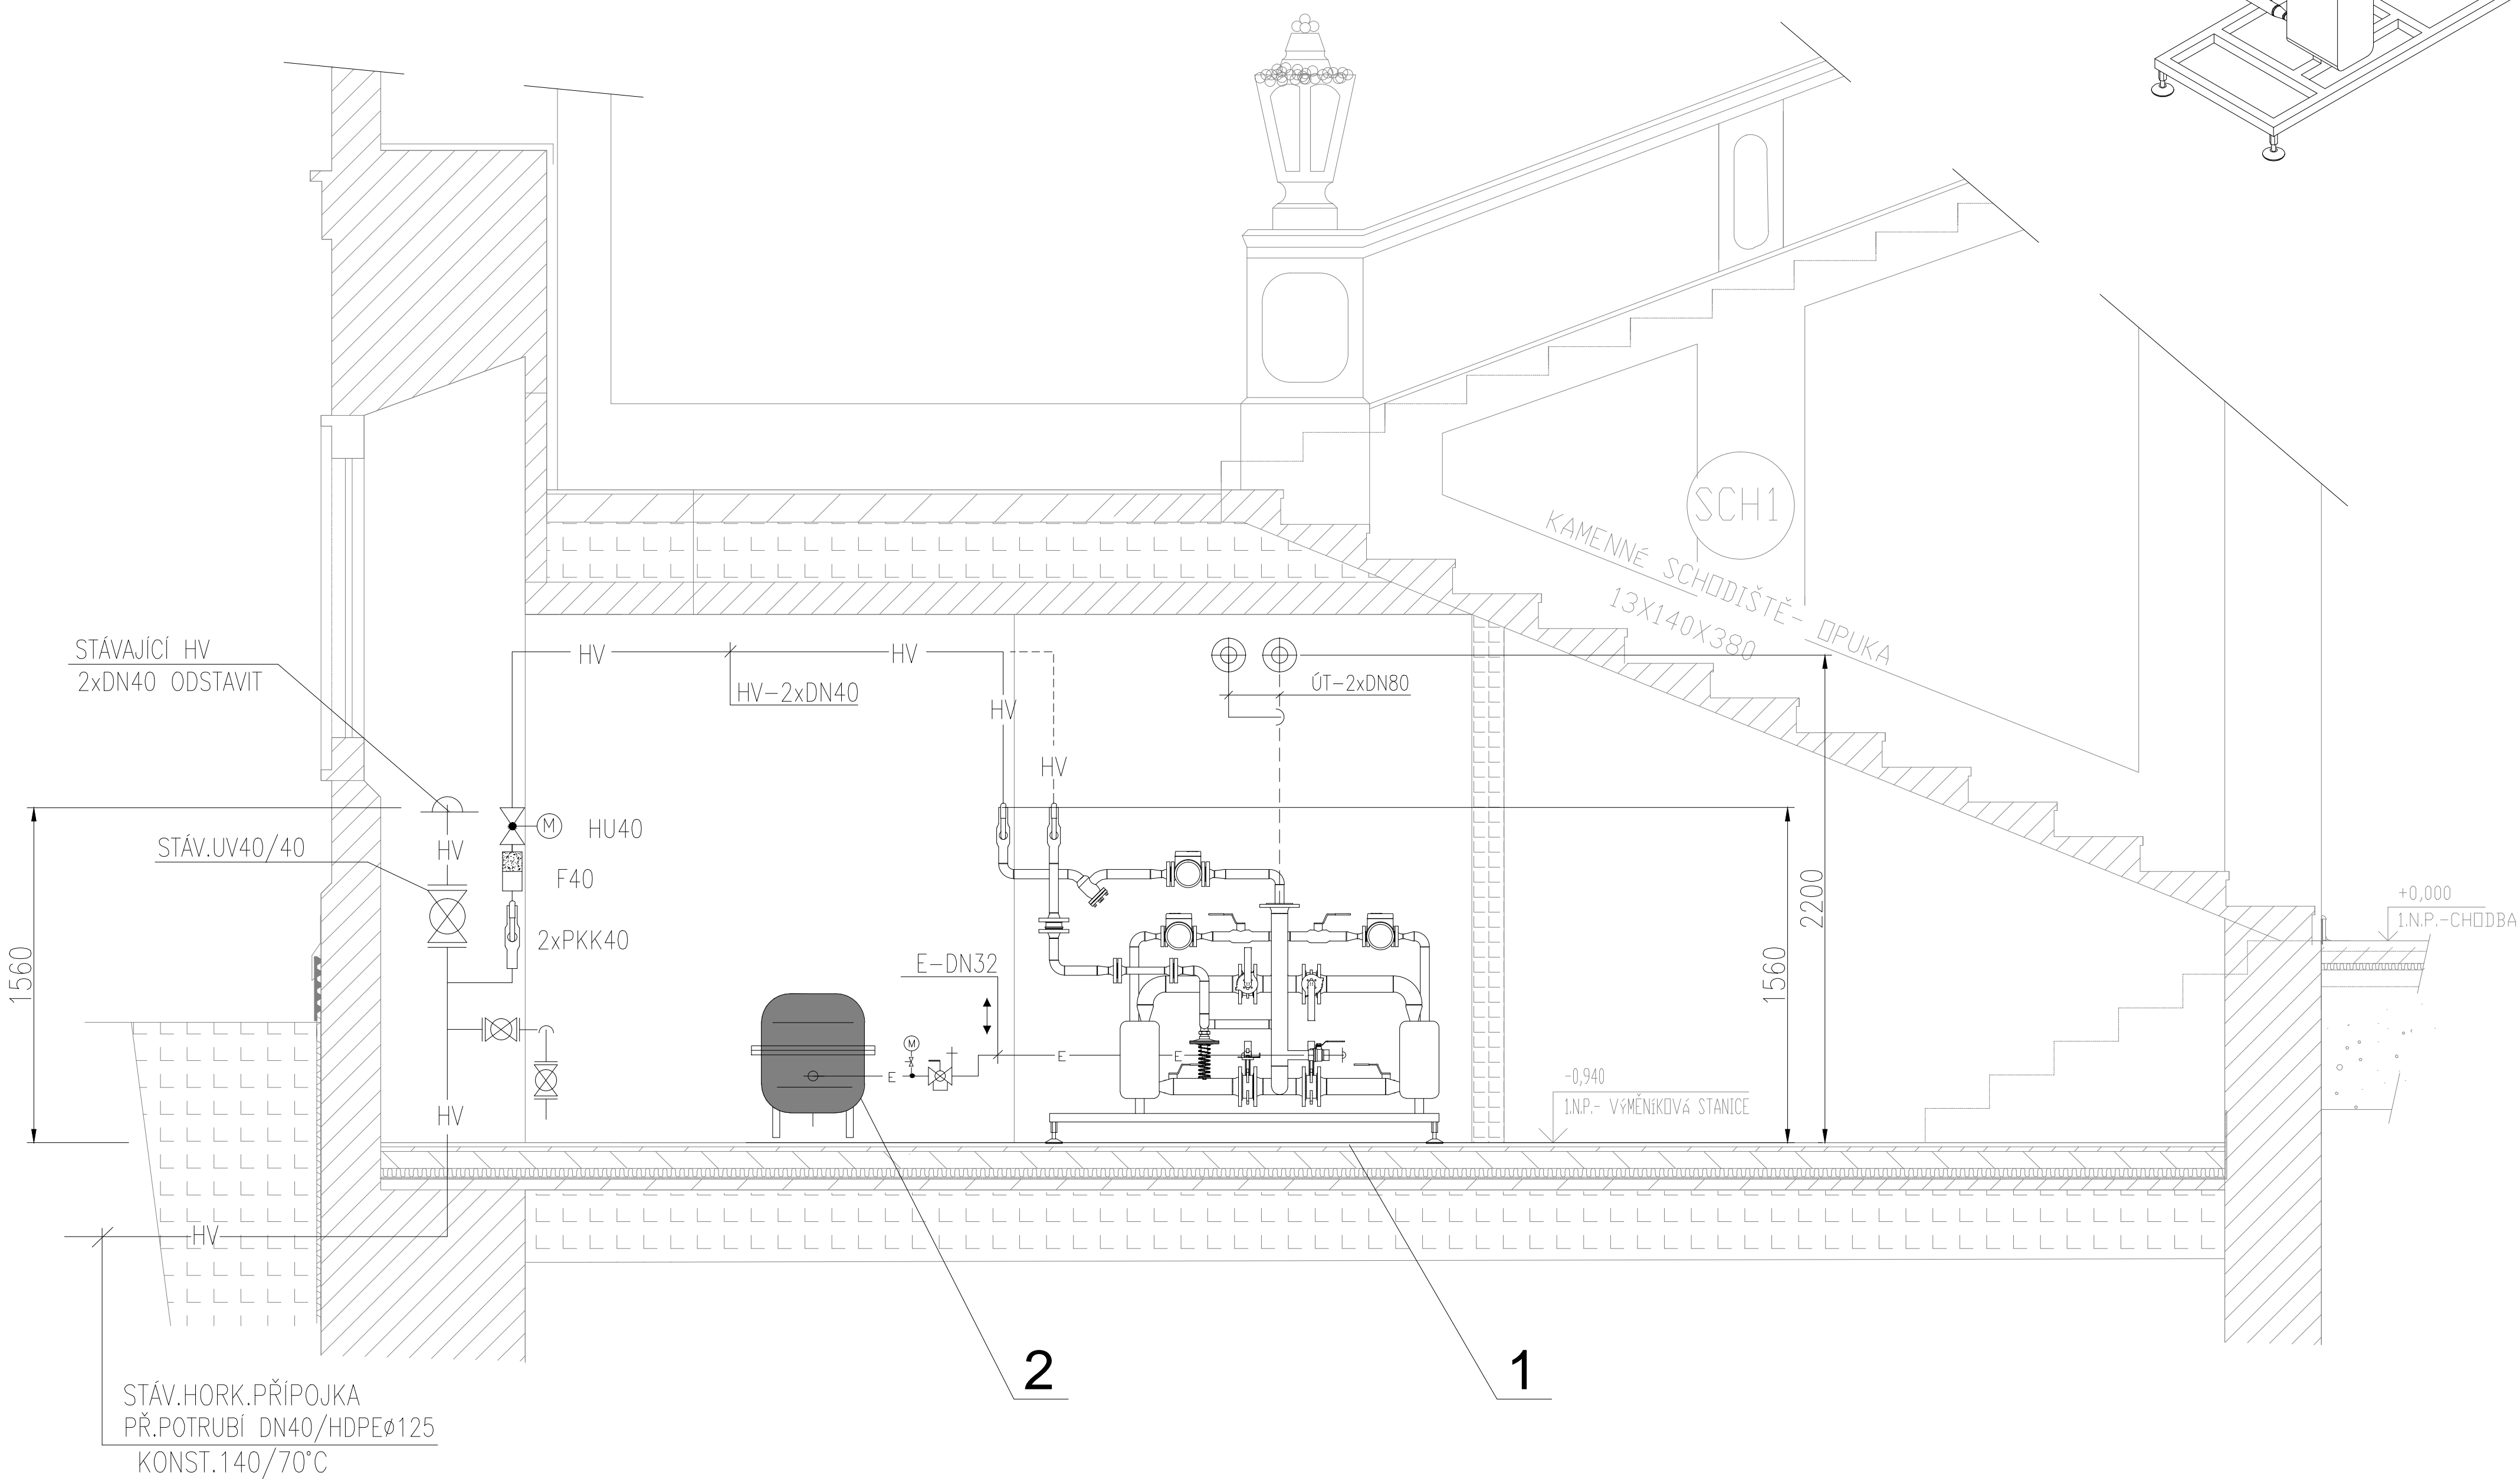 SCH1
KAMENNÉ SCHODIŠTĚ- OPUKA
13X140X380
STÁVAJÍCÍ HV
2xDN40 ODSTAVIT
HV
HV
HV-2xDN40
HV
HV
ÚT-2xDN80
M
HU40
STÁV.UV40/40
HV
F40
2xPKK40
1560
E-DN32
M
E
E
E
1560
2200
+0,000
1.N.P.-CHODBA
-0,940
1.N.P.- VÝMĚNÍKOVÁ STANICE
HV
HV
2
1
STÁV.HORK.PŘÍPOJKA
PŘ.POTRUBÍ DN40/HDPEØ125
KONST.140/70°C